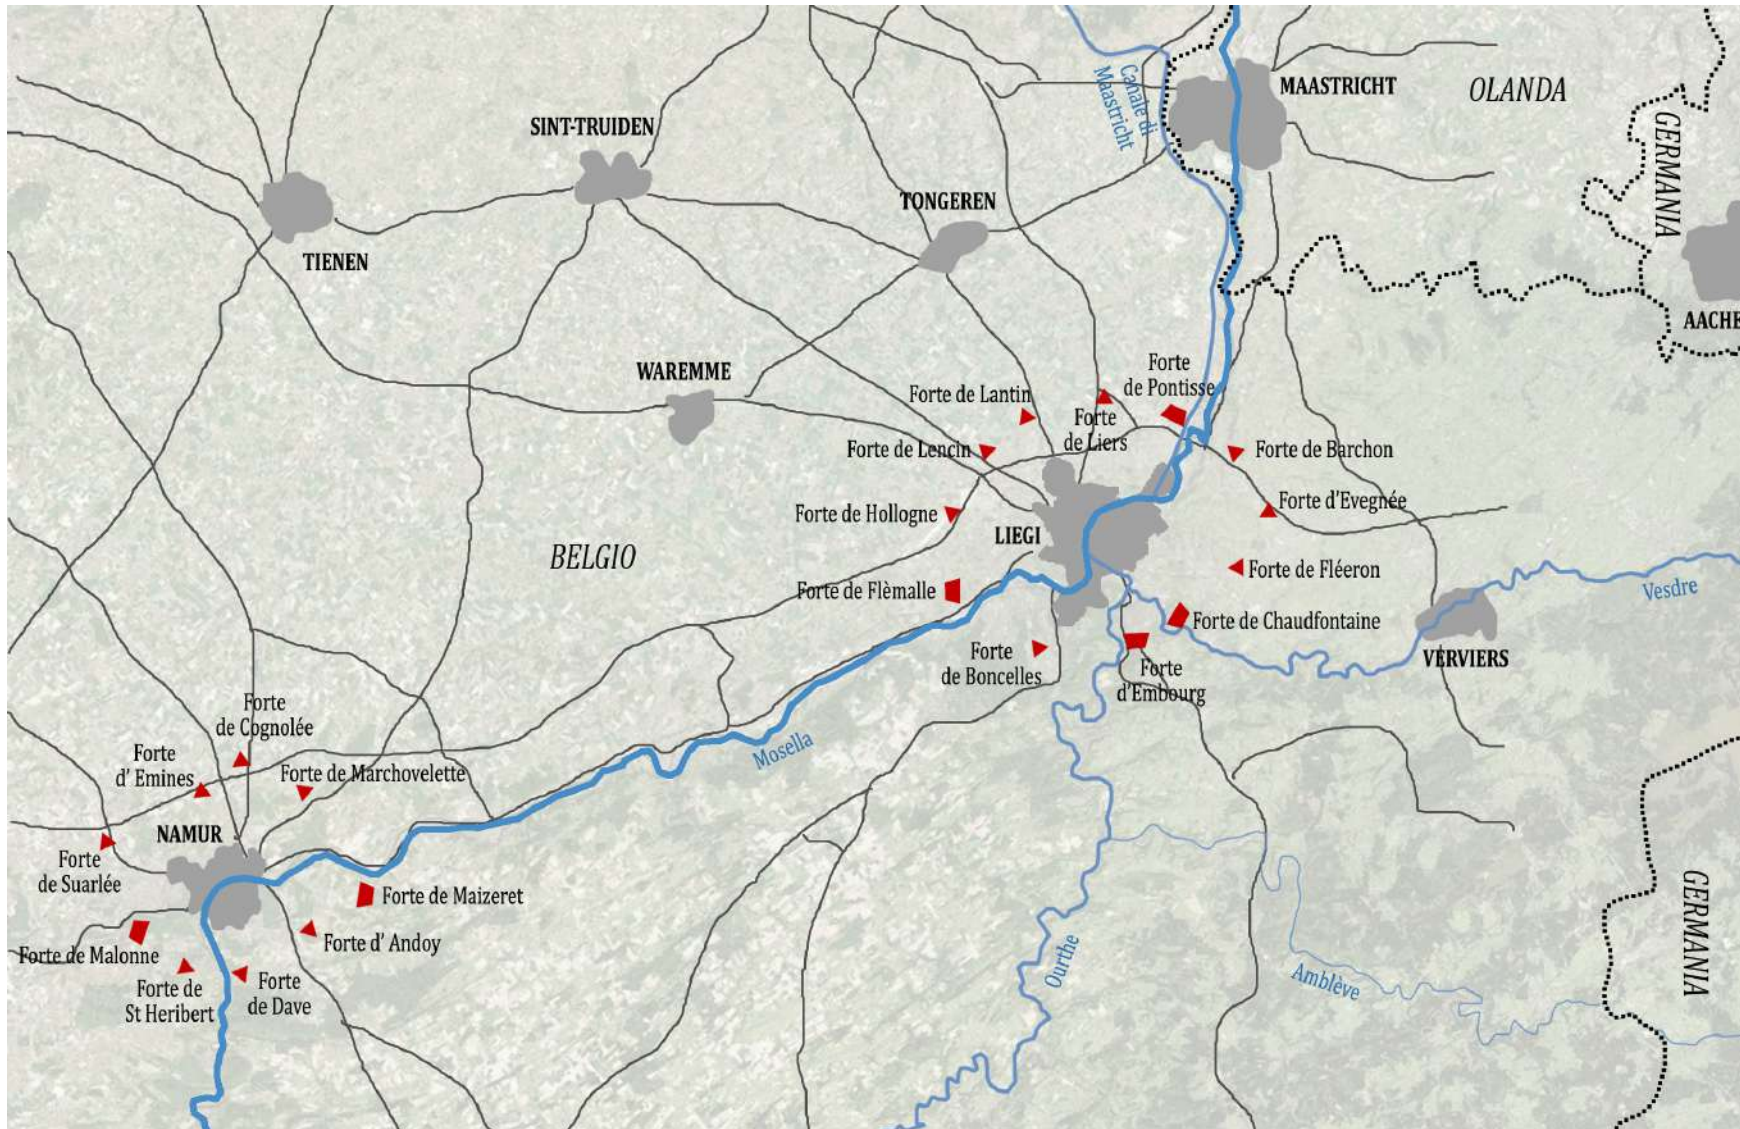 MAASTRICHT
OLANDA
Canale di
Maastricht
GERMANIA
SINT-TRUIDEN
TONGEREN
TIENEN
AACHE
WAREMME
Forte
de Pontisse
Forte de Lantin
Forte
de Liers
Forte de Lencin
Forte de Barchon
Forte d'Evegnée
Forte de Hollogne
LIEGI
BELGIO
Forte de Fléeron
Forte de Flèmalle
Vesdre
Forte de Chaudfontaine
Forte
de Boncelles
Forte
d'Embourg
VERVIERS
Forte
de Cognolée
Mosella
Forte
d' Emines
Forte de Marchovelette
NAMUR
Forte
de Suarlée
Forte de Maizeret
Forte d' Andoy
Forte de Malonne
Forte de
St Heribert
Forte
de Dave
Ourthe
Amblève
GERMANIA